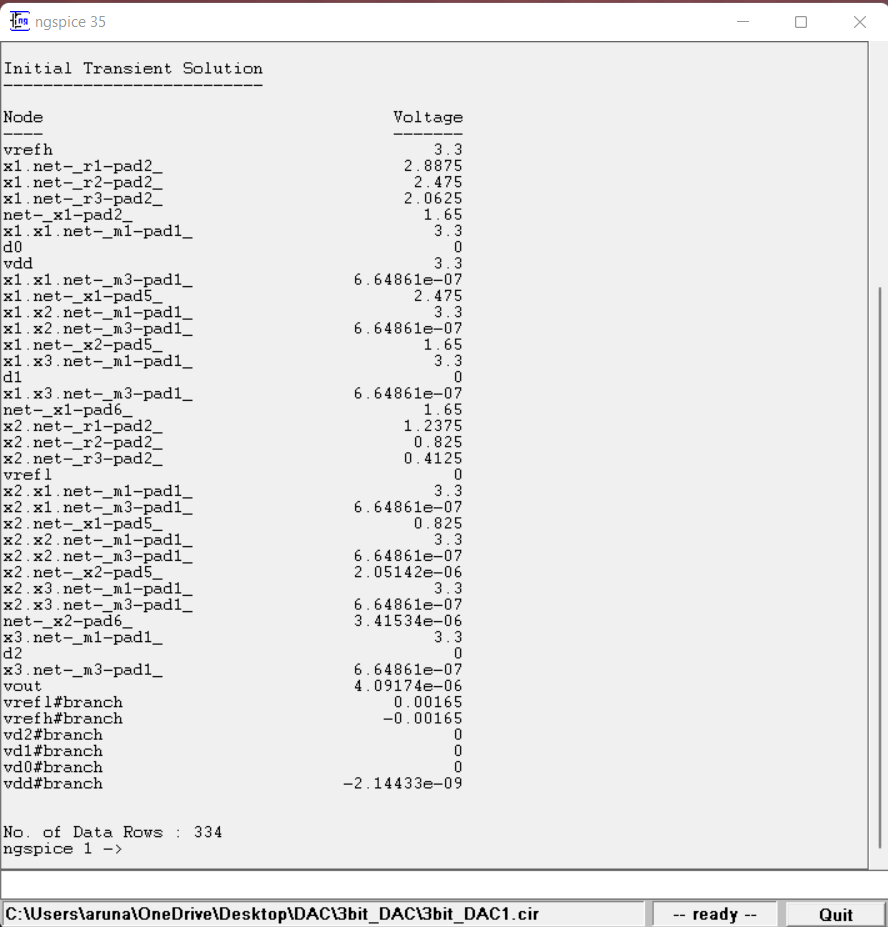 ngspice 35
Initial Transient Solution
--------------------------
Node Voltage
---- -------
vrefh 3.3
x1.net-_r1-pad2_ 2.8875
x1.net-_r2-pad2_ 2.475
x1.net-_r3-pad2_ 2.0625
net-_x1-pad2_ 1.65
x1.x1.net-_m1-pad1_ 3.3
d0 0
vdd 3.3
x1.x1.net-_m3-pad1_ 6.64861e-07
x1.net-_x1-pad5_ 2.475
x1.x2.net-_m1-pad1_ 3.3
x1.x2.net-_m3-pad1_ 6.64861e-07
x1.net-_x2-pad5_ 1.65
x1.x3.net-_m1-pad1_ 3.3
d1 0
x1.x3.net-_m3-pad1_ 6.64861e-07
net-_x1-pad6_ 1.65
x2.net-_r1-pad2_ 1.2375
x2.net-_r2-pad2_ 0.825
x2.net-_r3-pad2_ 0.4125
vrefl 0
x2.x1.net-_m1-pad1_ 3.3
x2.x1.net-_m3-pad1_ 6.64861e-07
x2.net-_x1-pad5_ 0.825
x2.x2.net-_m1-pad1_ 3.3
x2.x2.net-_m3-pad1_ 6.64861e-07
x2.net-_x2-pad5_ 2.05142e-06
x2.x3.net-_m1-pad1_ 3.3
x2.x3.net-_m3-pad1_ 6.64861e-07
net-_x2-pad6_ 3.41534e-06
x3.net-_m1-pad1_ 3.3
d2 0
x3.net-_m3-pad1_ 6.64861e-07
vout 4.09174e-06
vrefl#branch 0.00165
vrefh#branch -0.00165
vd2#branch 0
vd1#branch 0
vd0#branch 0
vdd#branch -2.14433e-09
No. of Data Rows : 334
ngspice 1 ->
C:\Users\aruna\OneDrive\Desktop\DAC\3bit_DAC\3bit_DAC1.cir -- ready -- Quit